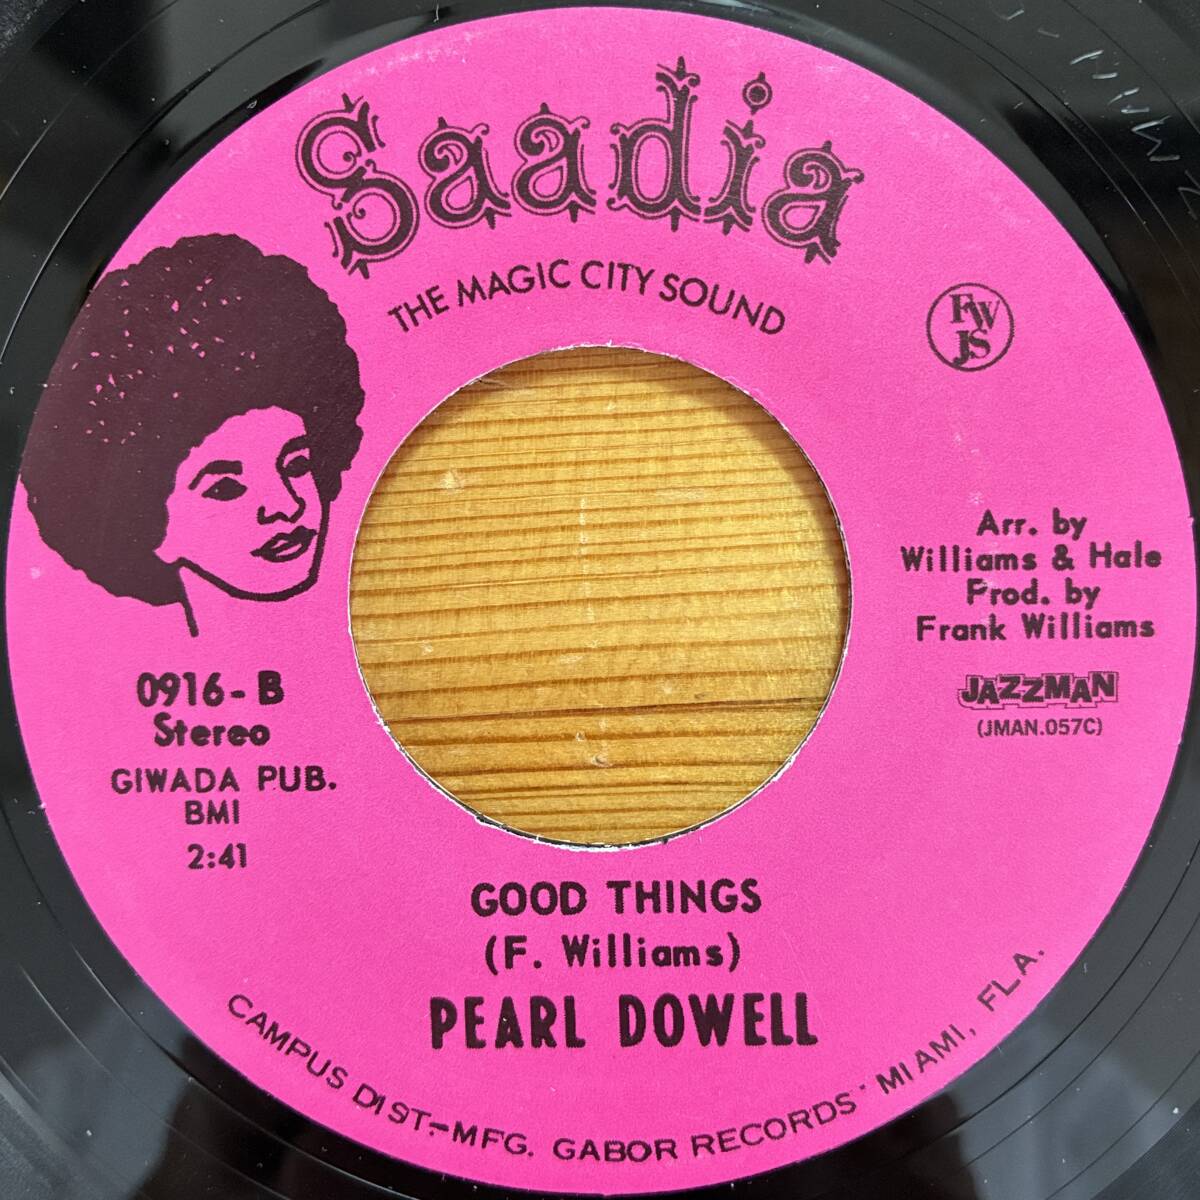 Saadia
THE MAGIC CITY SOUND
FW
JS
Arr. by
Williams & Hale
Prod. by
Frank Williams
JAZZMAN
(JMAN.057C)
0916-B
Stereo
GIWADA PUB.
BMI
2:41
GOOD THINGS
(F. Williams)
PEARL DOWELL
CAMPUS DIST.-MFG. GABOR RECORDS MIAMI, FLA.